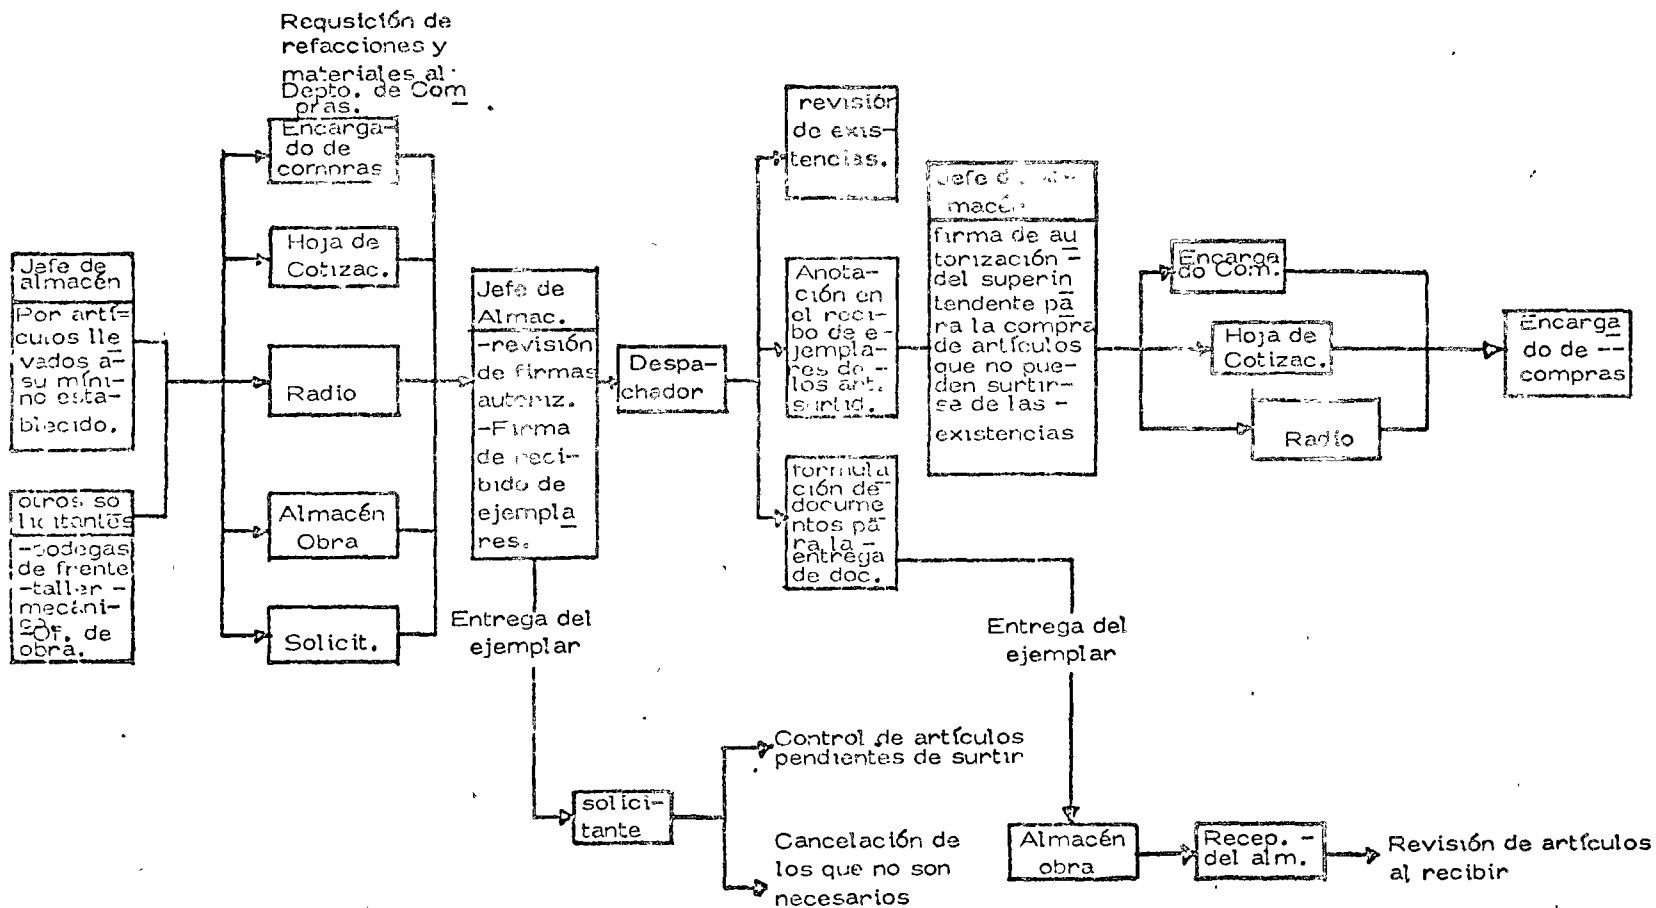 Requsición de
refacciones y
materiales al
Depto. de Com
pras.
Encarga-
do de
compras
Hoja de
Cotizac.
Radio
Almacén
Obra
Solicit.
Jefe de
almacén
Por artí-
culos lle
vados a-
su míni-
no esta-
blecido.
otros so
licitantes
-bodegas
de frente
-taller -
mecáni-
co.
-Of. de
obra.
Jefe de
Almac.
-revisión
de firmas
autoriz.
-Firma
de reci-
bido de
ejempla
res.
Entrega del
ejemplar
Despa-
chador
revisión
de exis-
tencias.
Anota-
ción en
el reci-
bo de e-
jempla-
res de -
los art.
surtid.
formula
ción de
docume
ntos pa
ra la -
entrega
de doc.
Jefe de
macén
firma de au
torización -
del superin
tendente pa
ra la compra
de artículos
que no pue-
den surtir-
se de las -
existencias
Encarga
do Com.
Hoja de
Cotizac.
Radio
Encarga
do de --
compras
Entrega del
ejemplar
solici-
tante
Control de artículos
pendientes de surtir
Cancelación de
los que no son
necesarios
Almacén
obra
Recep. -
del alm.
Revisión de artículos
al recibir